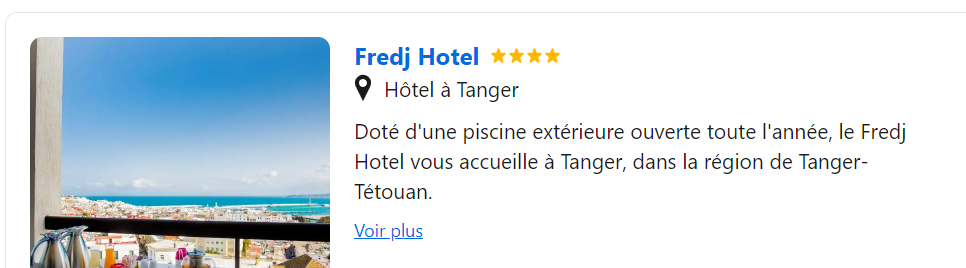 Fredj Hotel
Hôtel à Tanger
Doté d'une piscine extérieure ouverte toute l'année, le Fredj
Hotel vous accueille à Tanger, dans la région de Tanger-
Tétouan.
Voir plus